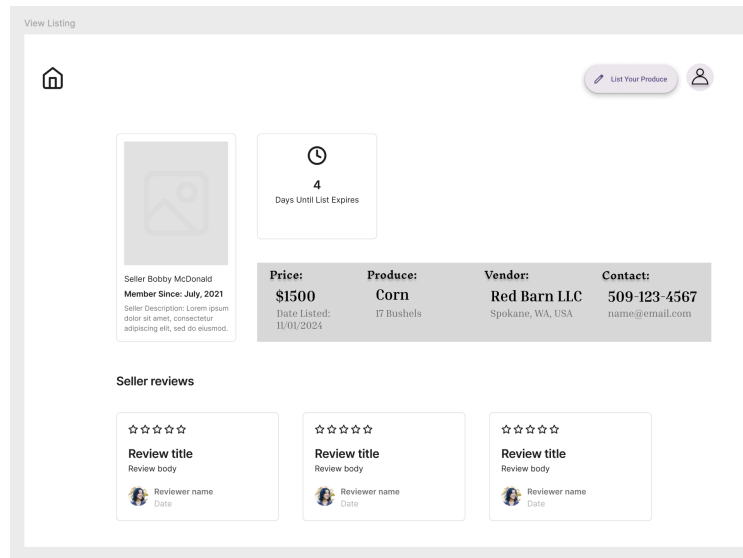 View Listing
List Your Produce
4
Days Until List Expires
Seller Bobby McDonald
Member Since: July, 2021
Seller Description: Lorem ipsum
dolor sit amet, consectetur
adipiscing elit, sed do eiusmod.
Price:
$1500
Date Listed:
11/01/2024
Produce:
Corn
17 Bushels
Vendor:
Red Barn LLC
Spokane, WA, USA
Contact:
509-123-4567
name@email.com
Seller reviews
Review title
Review body
Reviewer name
Date
Review title
Review body
Reviewer name
Date
Review title
Review body
Reviewer name
Date